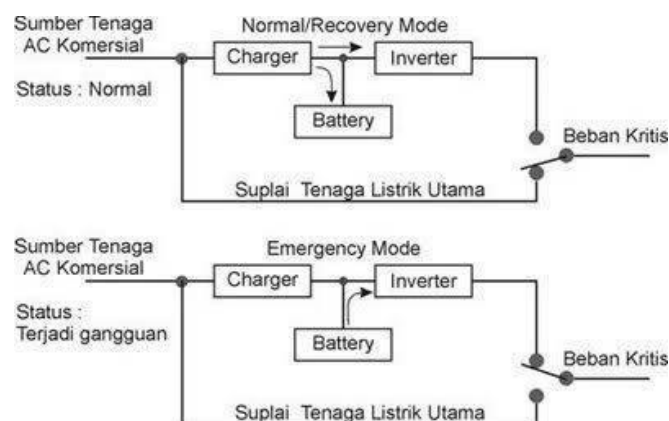 Sumber Tenaga
AC Komersial
Normal/Recovery Mode
Charger
Inverter
Status : Normal
Battery
Beban Kritis
Suplai Tenaga Listrik Utama
Sumber Tenaga
AC Komersial
Emergency Mode
Charger
Inverter
Status :
Terjadi gangguan
Battery
Beban Kritis
Suplai Tenaga Listrik Utama